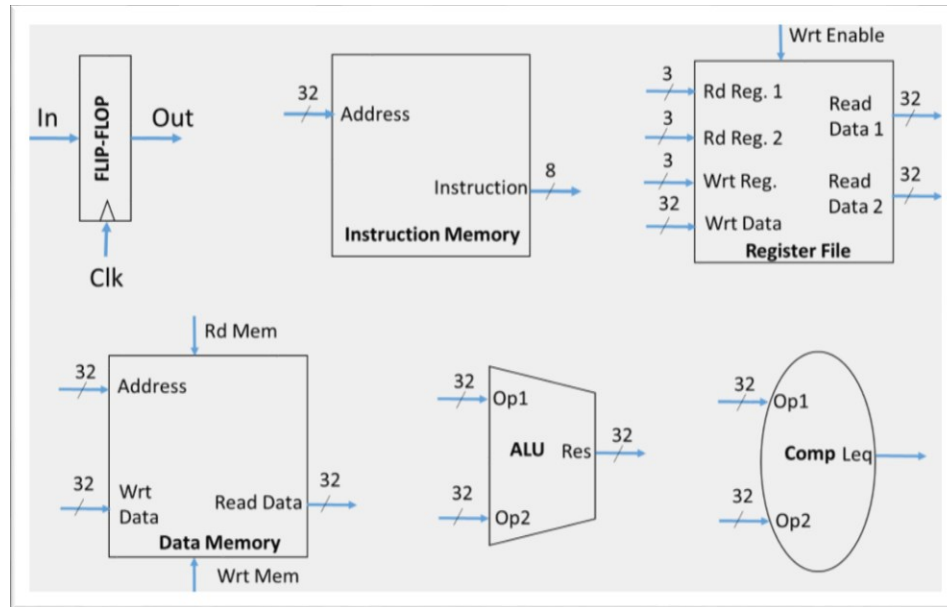 In
FLIP-FLOP
Out
Clk
32
Address
Instruction
8
Instruction Memory
Wrt Enable
3
Rd Reg. 1
3
Rd Reg. 2
3
Wrt Reg.
32
Wrt Data
Read
Data 1
32
Read
Data 2
32
Register File
Rd Mem
32
Address
32
Wrt
Data
Read Data
32
Data Memory
Wrt Mem
32
Op1
ALU
Res
32
32
Op2
32
Op1
Comp
Leq
32
Op2